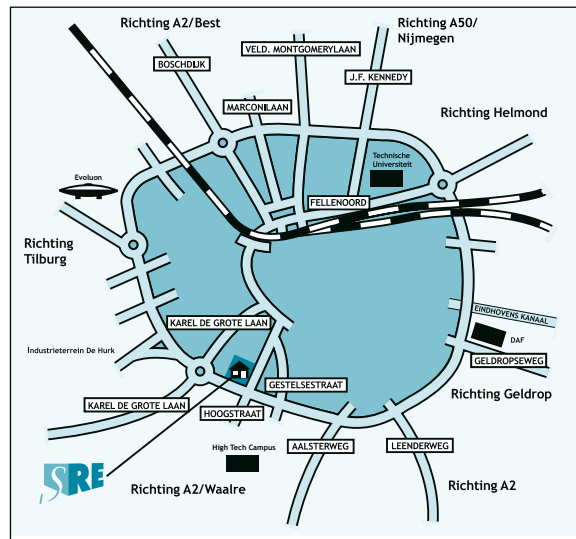 Richting A2/Best
Richting A50/
Nijmegen
VELD. MONTGOMERYLAAN
BOSCHDIJK
J.F. KENNEDY
MARCONILAAN
Richting Helmond
Technische
Universiteit
Evoluon
FELLENOORD
Richting
Tilburg
EINDHOVENS KANAAL
KAREL DE GROTE LAAN
DAF
Industrieterrein De Hurk
GELDROPSEWEG
GESTELSESTRAAT
Richting Geldrop
KAREL DE GROTE LAAN
HOOGSTRAAT
High Tech Campus
AALSTERWEG
LEENDERWEG
SRE
Richting A2/Waalre
Richting A2